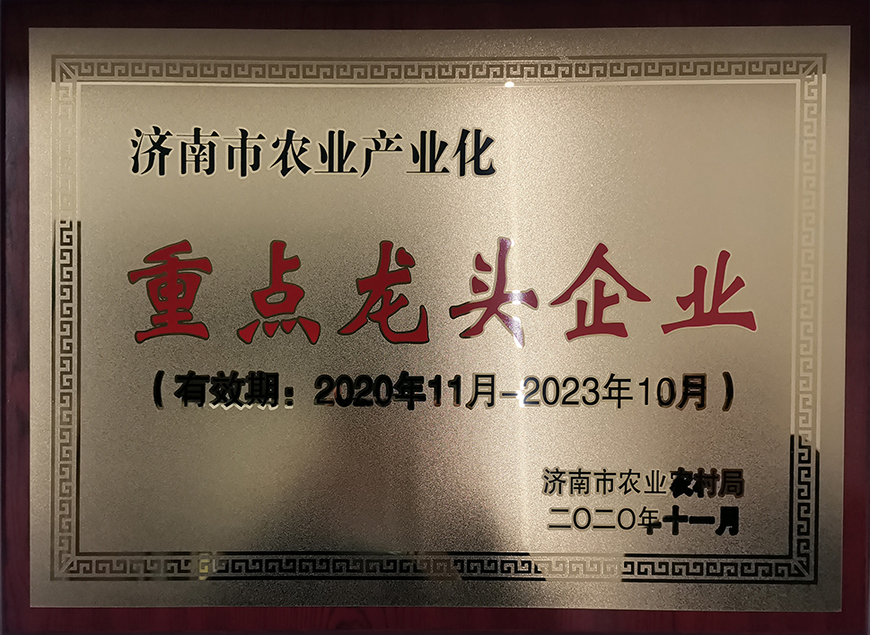 济南市农业产业化
重点龙头企业
（有效期：2020年11月-2023年10月）
济南市农业农村局
二〇二〇年十一月